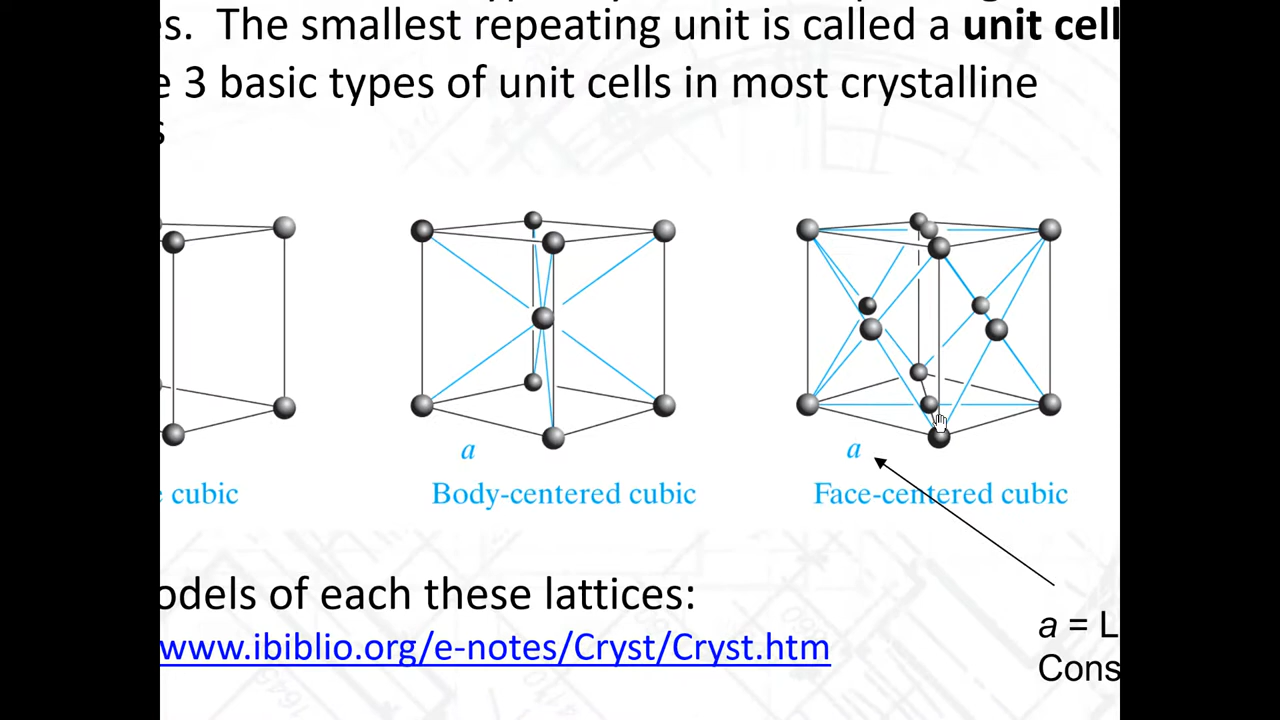 es. The smallest repeating unit is called a unit cell
e 3 basic types of unit cells in most crystalline
s
a
a
e cubic
Body-centered cubic
Face-centered cubic
odels of each these lattices:
www.ibiblio.org/e-notes/Cryst/Cryst.htm
a = L
Cons